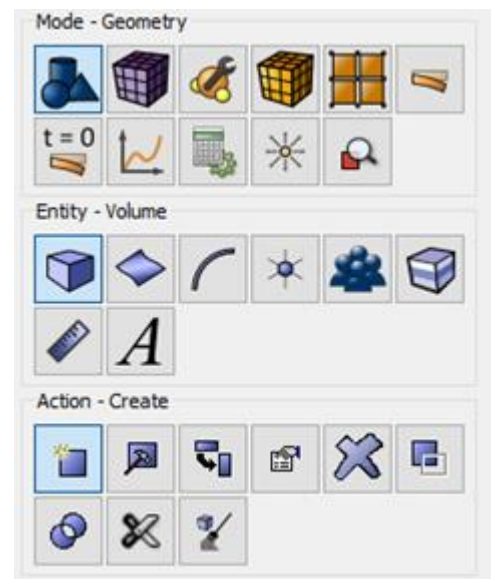 Mode - Geometry
t = 0
Entity - Volume
A
Action - Create